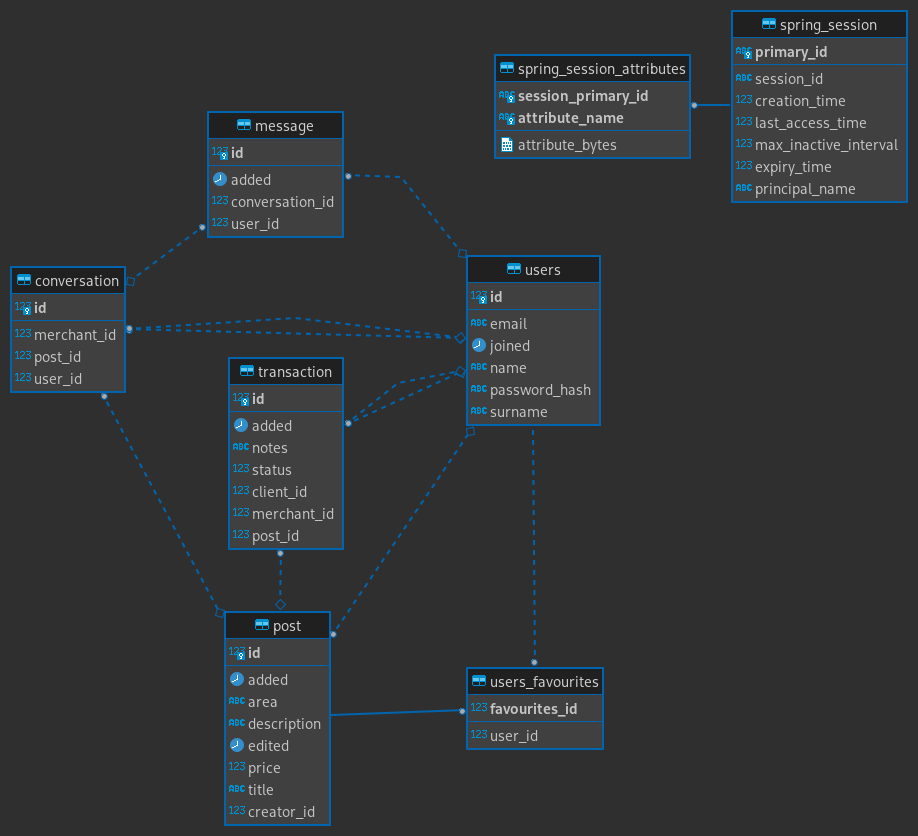 spring_session
primary_id
session_id
creation_time
last_access_time
max_inactive_interval
expiry_time
principal_name
spring_session_attributes
session_primary_id
attribute_name
attribute_bytes
message
id
added
conversation_id
user_id
conversation
id
merchant_id
post_id
user_id
users
id
email
joined
name
password_hash
surname
transaction
id
added
notes
status
client_id
merchant_id
post_id
post
id
added
area
description
edited
price
title
creator_id
users_favourites
favourites_id
user_id